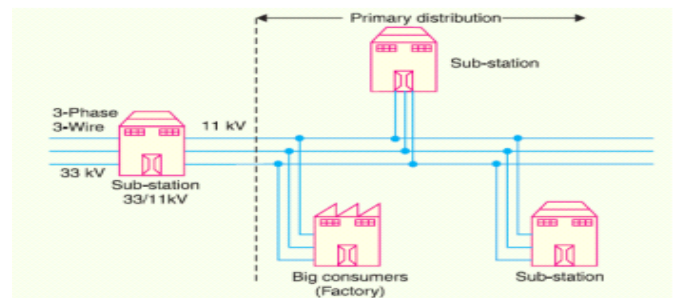 Primary distribution
Sub-station
3-Phase
3-Wire
11 kV
33 kV
Sub-station
33/11kV
Big consumers
(Factory)
Sub-station